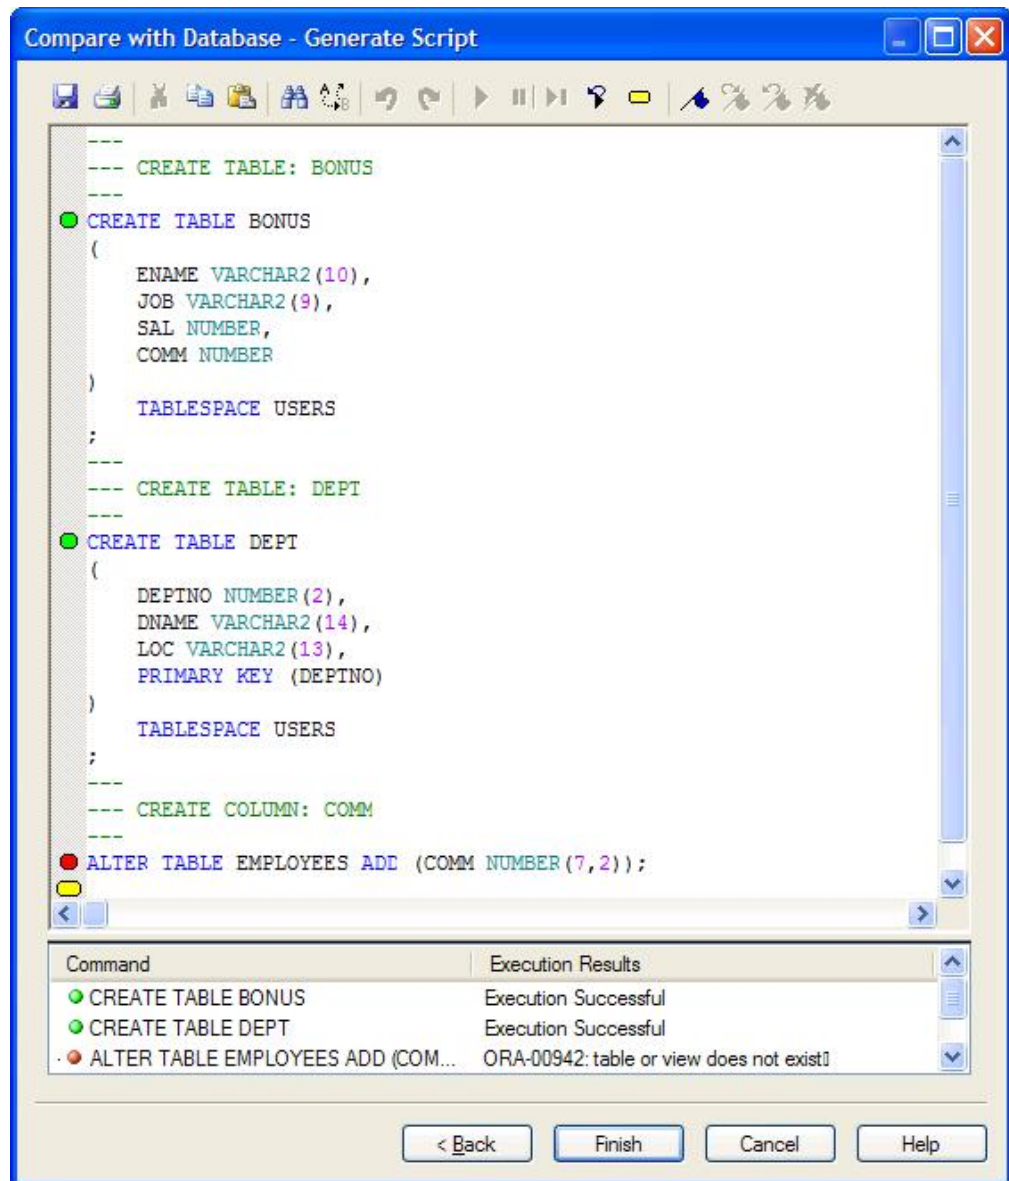 Compare with Database - Generate Script
---
--- CREATE TABLE: BONUS
---
CREATE TABLE BONUS
(
ENAME VARCHAR2(10),
JOB VARCHAR2(9),
SAL NUMBER,
COMM NUMBER
)
TABLESPACE USERS
;
---
--- CREATE TABLE: DEPT
---
CREATE TABLE DEPT
(
DEPTNO NUMBER(2),
DNAME VARCHAR2(14),
LOC VARCHAR2(13),
PRIMARY KEY (DEPTNO)
)
TABLESPACE USERS
;
---
--- CREATE COLUMN: COMM
---
ALTER TABLE EMPLOYEES ADD (COMM NUMBER(7,2));
Command Execution Results
CREATE TABLE BONUS Execution Successful
CREATE TABLE DEPT Execution Successful
ALTER TABLE EMPLOYEES ADD (COM... ORA-00942: table or view does not exist▯
< Back Finish Cancel Help